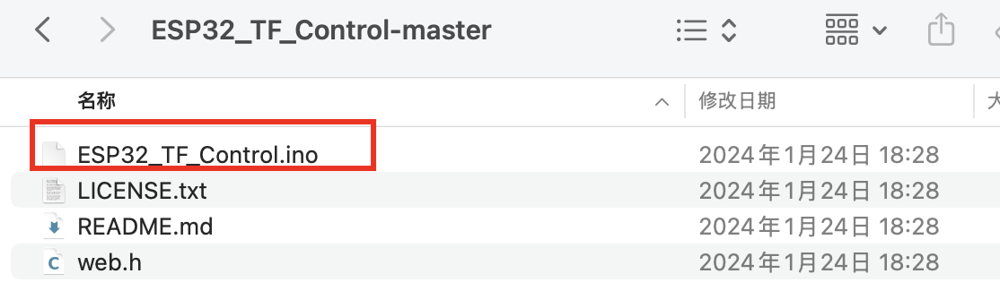 ESP32_TF_Control-master
名称 修改日期
ESP32_TF_Control.ino 2024年1月24日 18:28
LICENSE.txt 2024年1月24日 18:28
README.md 2024年1月24日 18:28
web.h 2024年1月24日 18:28